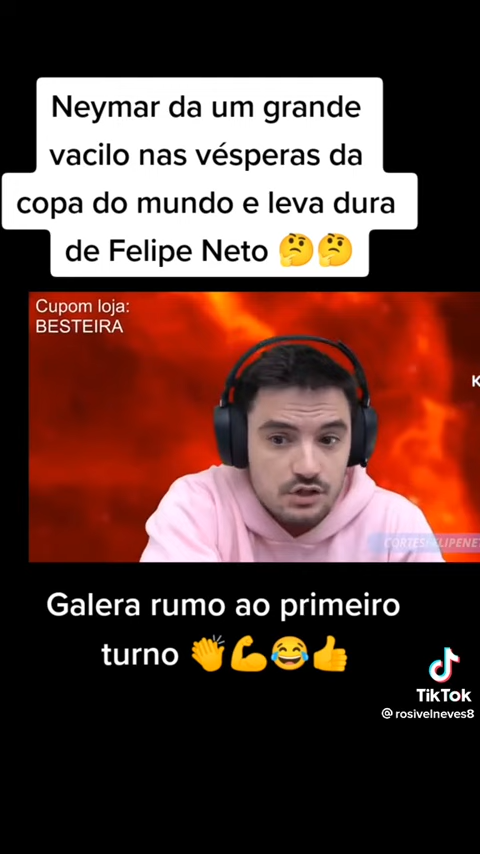 Neymar da um grande
vacilo nas vésperas da
copa do mundo e leva dura
de Felipe Neto 🤔🤔
Cupom loja:
BESTEIRA
K
CORTESFELIPENET
Galera rumo ao primeiro
turno 👏💪😂👍
TikTok
@rosivelneves8